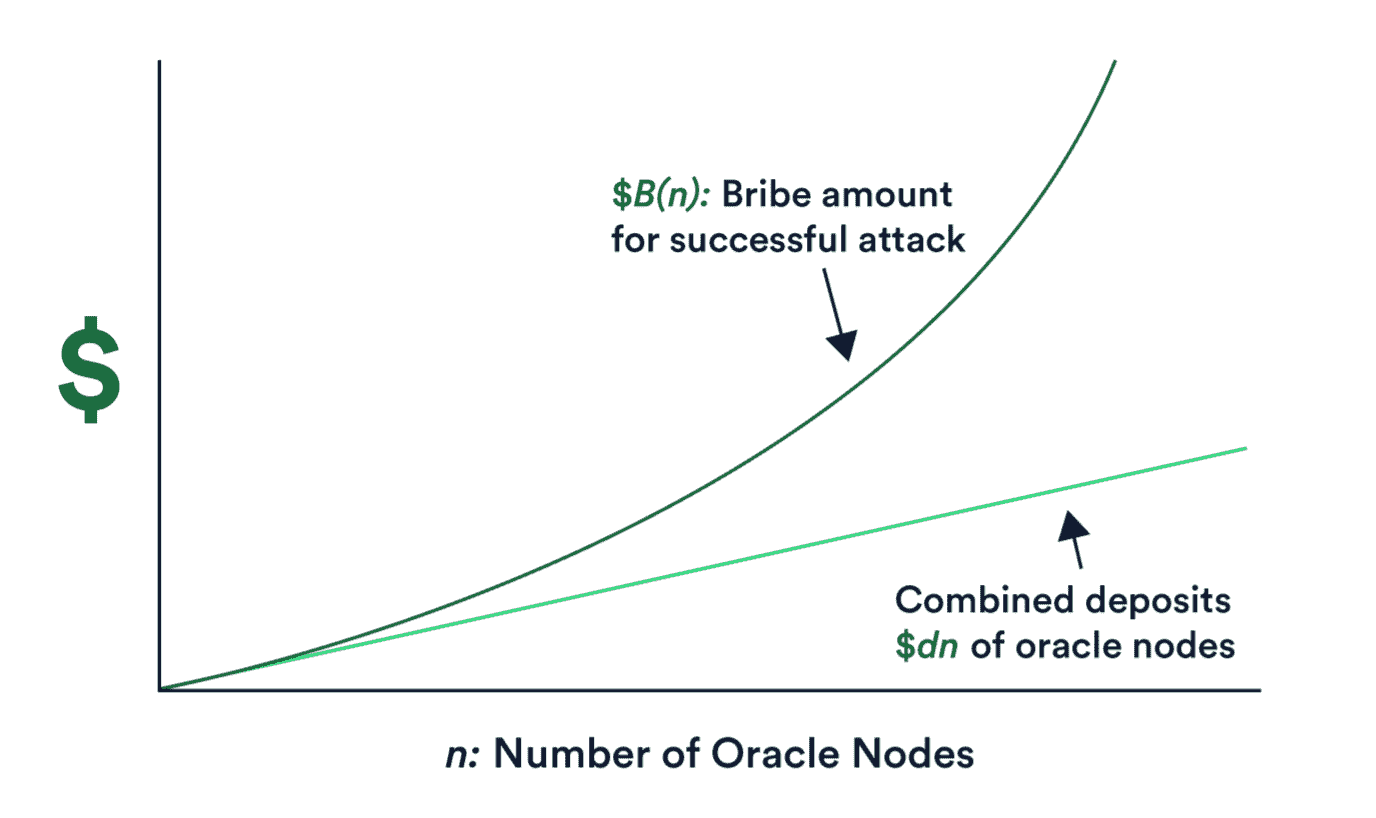 $B(n): Bribe amount
for successful attack
$
Combined deposits
$dn of oracle nodes
n: Number of Oracle Nodes